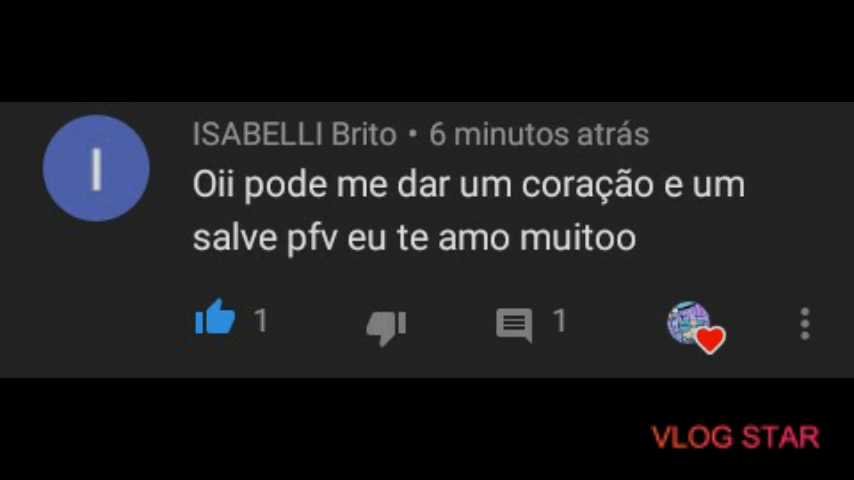 I
ISABELLI Brito • 6 minutos atrás
Oii pode me dar um coração e um
salve pfv eu te amo muitoo
1
1
VLOG STAR